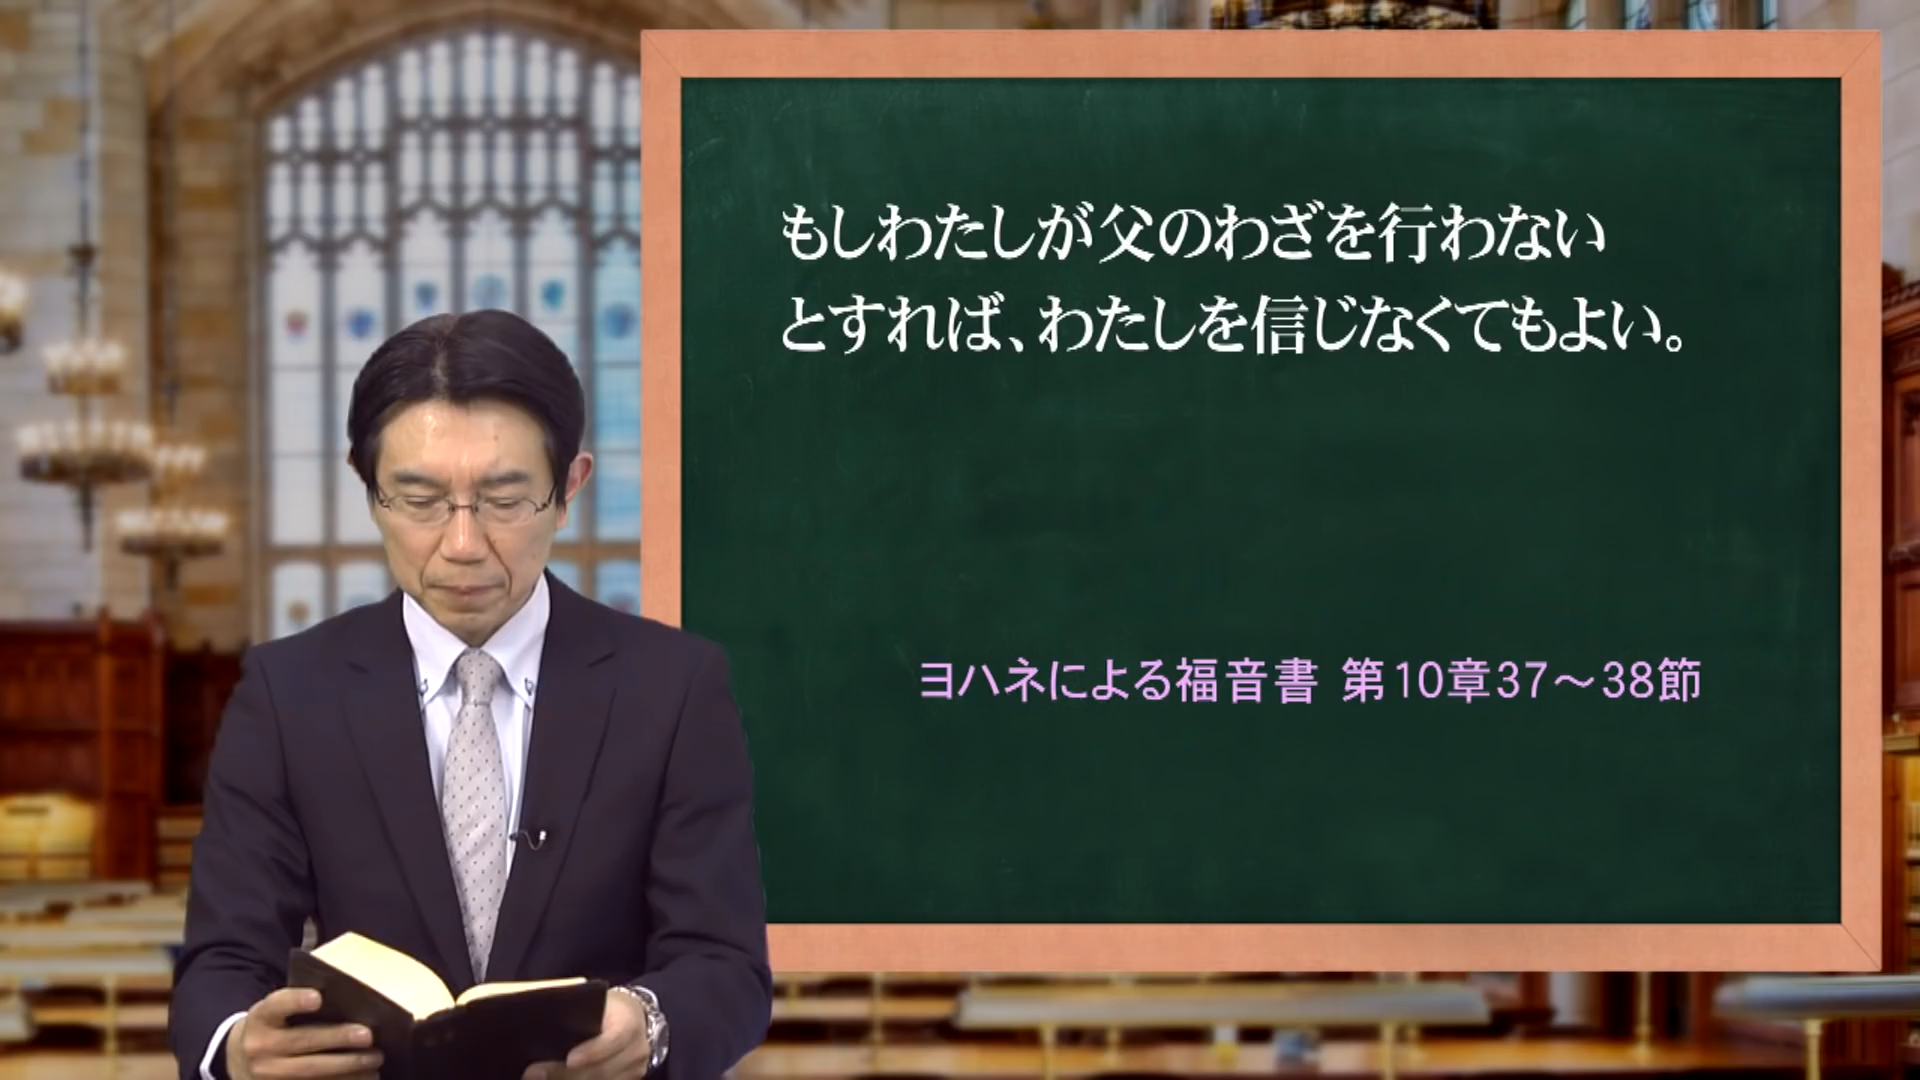 もしわたしが父のわざを行わない
とすれば、わたしを信じなくてもよい。
ヨハネによる福音書 第10章37～38節